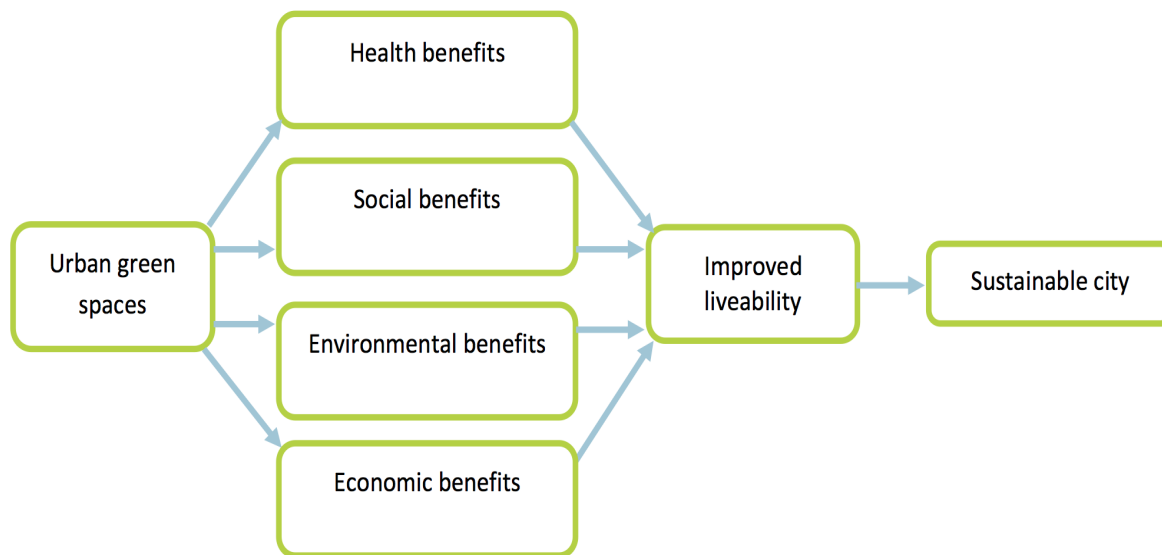 Health benefits
Social benefits
Urban green
spaces
Environmental benefits
Economic benefits
Improved
liveability
Sustainable city